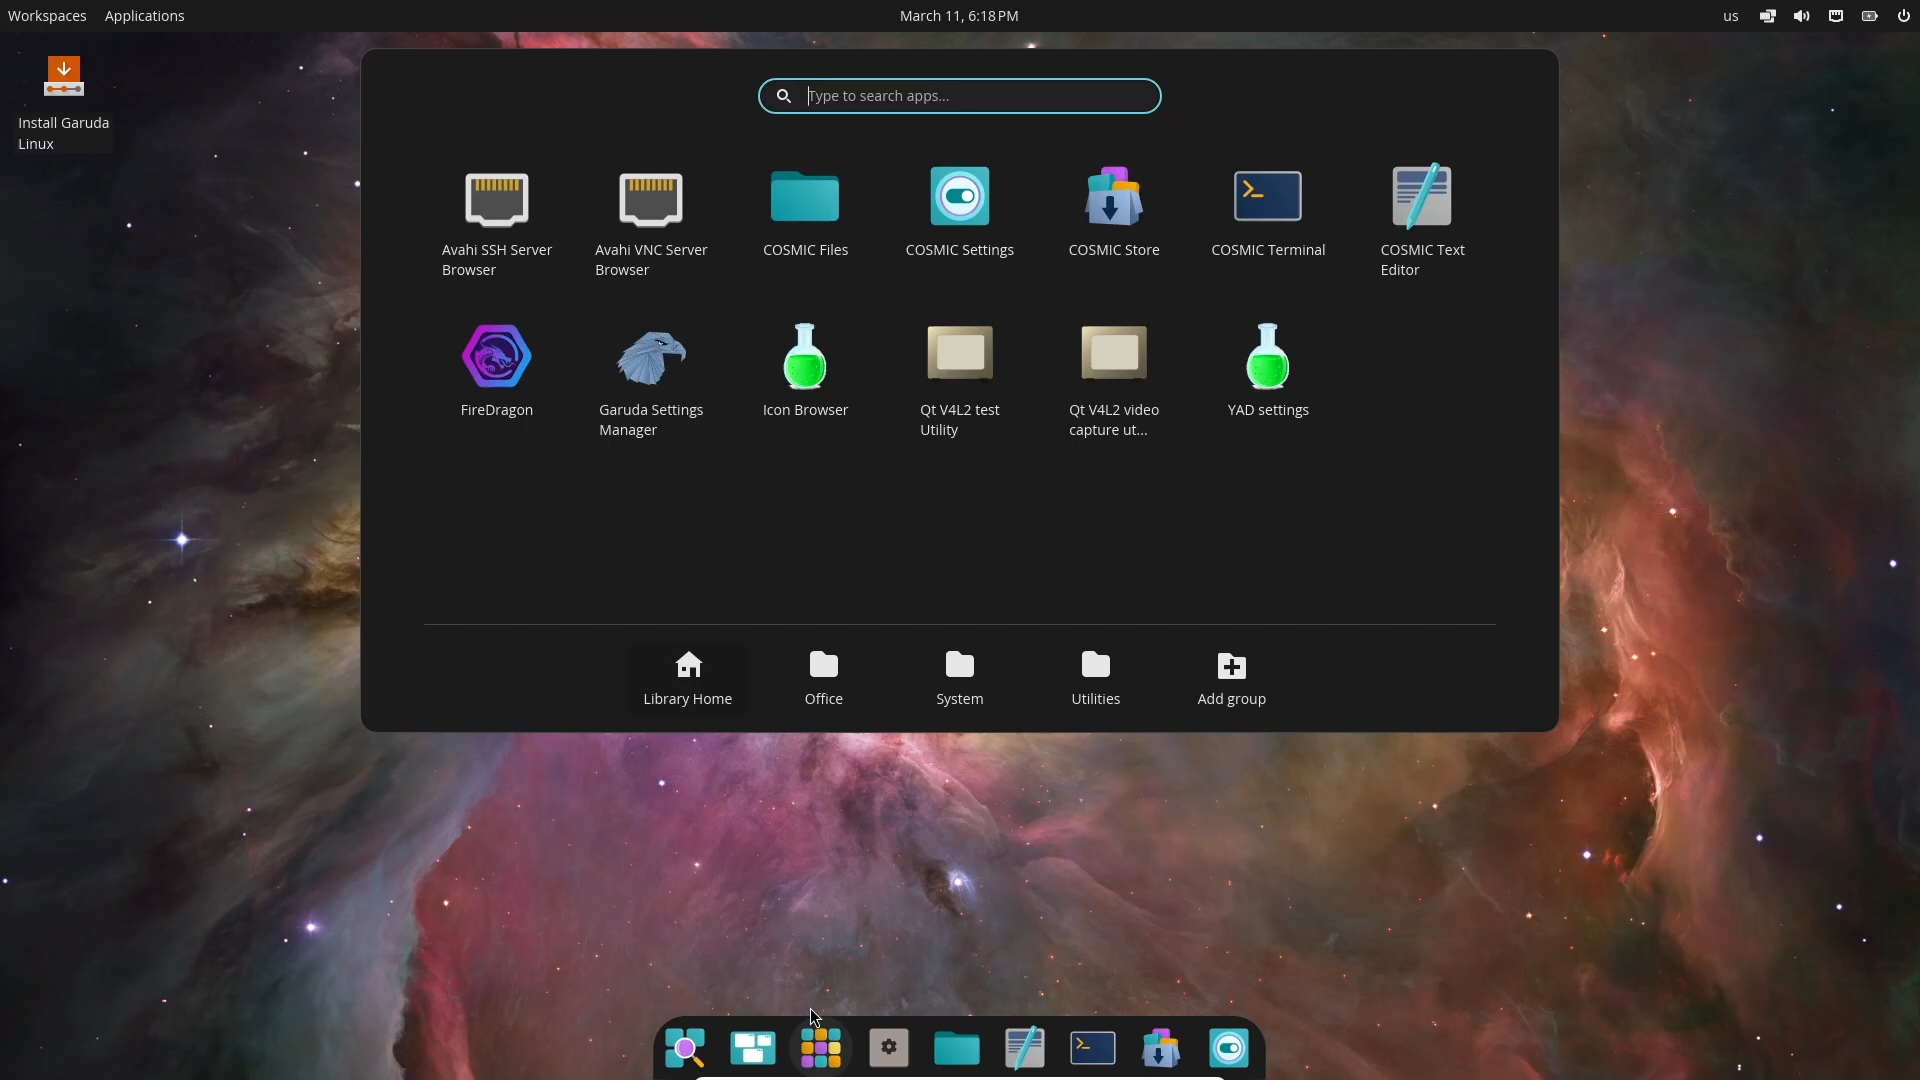 Workspaces Applications March 11, 6:18 PM us
Install Garuda
Linux
Type to search apps...
Avahi SSH Server
Browser
Avahi VNC Server
Browser
COSMIC Files
COSMIC Settings
COSMIC Store
COSMIC Terminal
COSMIC Text
Editor
FireDragon
Garuda Settings
Manager
Icon Browser
Qt V4L2 test
Utility
Qt V4L2 video
capture ut...
YAD settings
Library Home
Office
System
Utilities
Add group